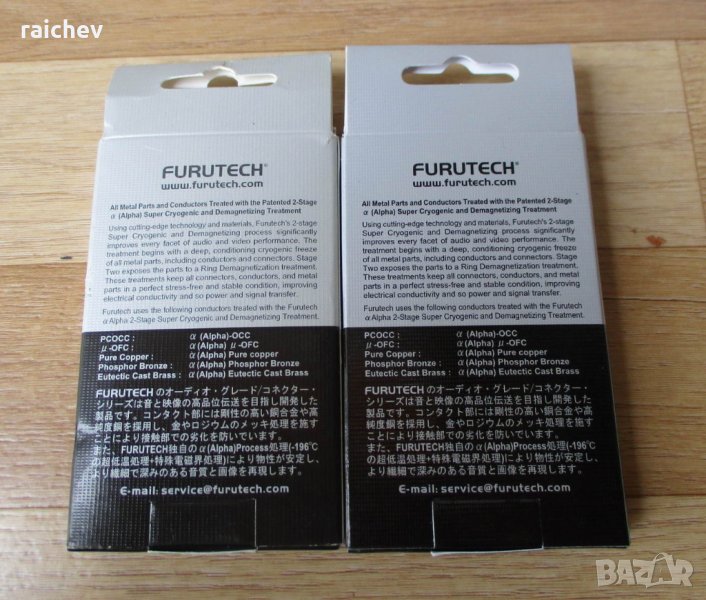 raichev
FURUTECH®
www.furutech.com
All Metal Parts and Conductors Treated with the Patented 2-Stage
α (Alpha) Super Cryogenic and Demagnetizing Treatment
Using cutting-edge technology and materials, Furutech's 2-stage
Super Cryogenic and Demagnetizing process significantly
improves every facet of audio and video performance. The
treatment begins with a deep, conditioning cryogenic freeze
of all metal parts, including conductors and connectors. Stage
Two exposes the parts to a Ring Demagnetization treatment.
These treatments keep all connectors, conductors, and metal
parts in a perfect stress-free and stable condition, improving
electrical conductivity and so power and signal transfer.
Furutech uses the following conductors treated with the Furutech
α Alpha 2-Stage Super Cryogenic and Demagnetizing Treatment.
PCOCC : α (Alpha)-OCC
μ-OFC : α (Alpha) μ-OFC
Pure Copper : α (Alpha) Pure copper
Phosphor Bronze : α (Alpha) Phosphor Bronze
Eutectic Cast Brass : α (Alpha) Eutectic Cast Brass
FURUTECH のオーディオ・グレード/コネクター・
シリーズは音と映像の高品位伝送を目指し開発した
製品です。コンタクト部には剛性の高い銅合金や高
純度銅を採用し、金やロジウムのメッキ処理を施す
ことにより接触部での劣化を防いでいます。
また、FURUTECH独自のα(Alpha)Process処理(-196℃
の超低温処理+特殊電磁界処理)により物性が安定し、
より繊細で深みのある音質と画像を再現します。
E-mail: service@furutech.com
FURUTECH®
www.furutech.com
All Metal Parts and Conductors Treated with the Patented 2-Stage
α (Alpha) Super Cryogenic and Demagnetizing Treatment
Using cutting-edge technology and materials, Furutech's 2-stage
Super Cryogenic and Demagnetizing process significantly
improves every facet of audio and video performance. The
treatment begins with a deep, conditioning cryogenic freeze
of all metal parts, including conductors and connectors. Stage
Two exposes the parts to a Ring Demagnetization treatment.
These treatments keep all connectors, conductors, and metal
parts in a perfect stress-free and stable condition, improving
electrical conductivity and so power and signal transfer.
Furutech uses the following conductors treated with the Furutech
α Alpha 2-Stage Super Cryogenic and Demagnetizing Treatment.
PCOCC : α (Alpha)-OCC
μ-OFC : α (Alpha) μ-OFC
Pure Copper : α (Alpha) Pure copper
Phosphor Bronze : α (Alpha) Phosphor Bronze
Eutectic Cast Brass : α (Alpha) Eutectic Cast Brass
FURUTECH のオーディオ・グレード/コネクター・
シリーズは音と映像の高品位伝送を目指し開発した
製品です。コンタクト部には剛性の高い銅合金や高
純度銅を採用し、金やロジウムのメッキ処理を施す
ことにより接触部での劣化を防いでいます。
また、FURUTECH独自のα(Alpha)Process処理(-196℃
の超低温処理+特殊電磁界処理)により物性が安定し、
より繊細で深みのある音質と画像を再現します。
E-mail: service@furutech.com
BAZAR